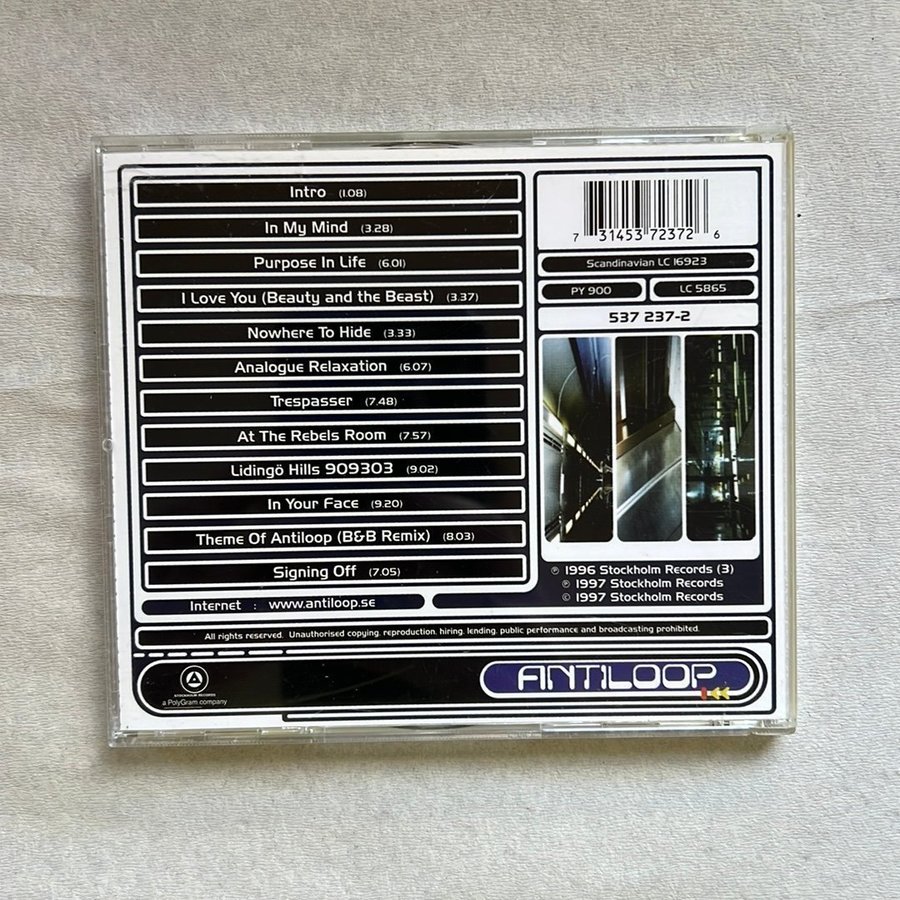 Intro (1.08)
In My Mind (3.28)
Purpose In Life (6.01)
I Love You (Beauty and the Beast) (3.37)
Nowhere To Hide (3.33)
Analogue Relaxation (6.07)
Trespasser (7.48)
At The Rebels Room (7.57)
Lidingö Hills 909303 (9.02)
In Your Face (9.20)
Theme Of Antiloop (B&B Remix) (8.03)
Signing Off (7.05)
Internet : www.antiloop.se
7 31453 72372 6
Scandinavian LC 16923
PY 900 LC 5865
537 237-2
℗ 1996 Stockholm Records (3)
℗ 1997 Stockholm Records
© 1997 Stockholm Records
All rights reserved. Unauthorised copying, reproduction, hiring, lending, public performance and broadcasting prohibited.
STOCKHOLM RECORDS
a PolyGram company
ANTILOOP